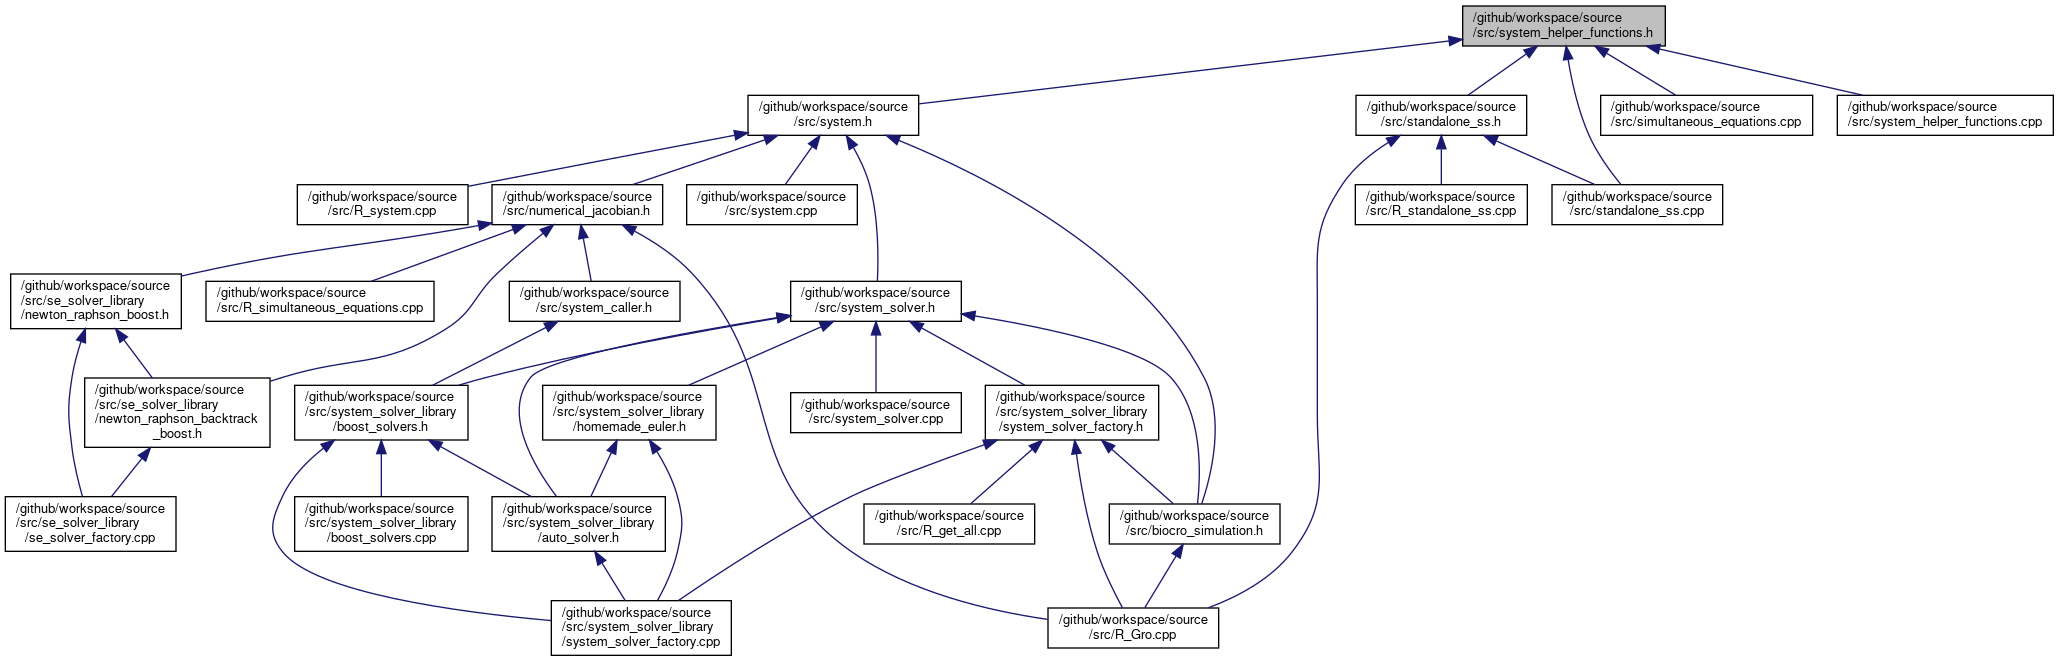 /github/workspace/source
/src/system_helper_functions.h
/github/workspace/source
/src/system.h
/github/workspace/source
/src/standalone_ss.h
/github/workspace/source
/src/simultaneous_equations.cpp
/github/workspace/source
/src/system_helper_functions.cpp
/github/workspace/source
/src/R_system.cpp
/github/workspace/source
/src/numerical_jacobian.h
/github/workspace/source
/src/system.cpp
/github/workspace/source
/src/R_standalone_ss.cpp
/github/workspace/source
/src/standalone_ss.cpp
/github/workspace/source
/src/se_solver_library
/newton_raphson_boost.h
/github/workspace/source
/src/R_simultaneous_equations.cpp
/github/workspace/source
/src/system_caller.h
/github/workspace/source
/src/system_solver.h
/github/workspace/source
/src/se_solver_library
/newton_raphson_backtrack
_boost.h
/github/workspace/source
/src/system_solver_library
/boost_solvers.h
/github/workspace/source
/src/system_solver_library
/homemade_euler.h
/github/workspace/source
/src/system_solver.cpp
/github/workspace/source
/src/system_solver_library
/system_solver_factory.h
/github/workspace/source
/src/se_solver_library
/se_solver_factory.cpp
/github/workspace/source
/src/system_solver_library
/boost_solvers.cpp
/github/workspace/source
/src/system_solver_library
/auto_solver.h
/github/workspace/source
/src/R_get_all.cpp
/github/workspace/source
/src/biocro_simulation.h
/github/workspace/source
/src/system_solver_library
/system_solver_factory.cpp
/github/workspace/source
/src/R_Gro.cpp